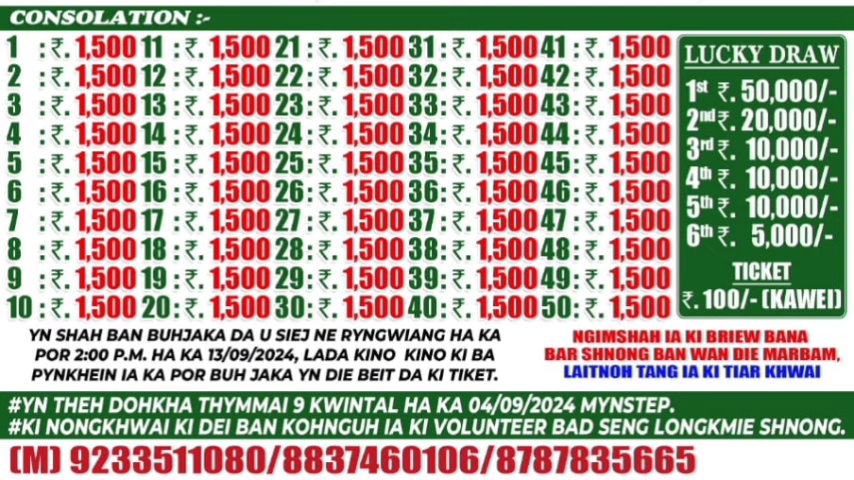 CONSOLATION :-
1 : ₹. 1,500 11 : ₹. 1,500 21 : ₹. 1,500 31 : ₹. 1,500 41 : ₹. 1,500
2 : ₹. 1,500 12 : ₹. 1,500 22 : ₹. 1,500 32 : ₹. 1,500 42 : ₹. 1,500
3 : ₹. 1,500 13 : ₹. 1,500 23 : ₹. 1,500 33 : ₹. 1,500 43 : ₹. 1,500
4 : ₹. 1,500 14 : ₹. 1,500 24 : ₹. 1,500 34 : ₹. 1,500 44 : ₹. 1,500
5 : ₹. 1,500 15 : ₹. 1,500 25 : ₹. 1,500 35 : ₹. 1,500 45 : ₹. 1,500
6 : ₹. 1,500 16 : ₹. 1,500 26 : ₹. 1,500 36 : ₹. 1,500 46 : ₹. 1,500
7 : ₹. 1,500 17 : ₹. 1,500 27 : ₹. 1,500 37 : ₹. 1,500 47 : ₹. 1,500
8 : ₹. 1,500 18 : ₹. 1,500 28 : ₹. 1,500 38 : ₹. 1,500 48 : ₹. 1,500
9 : ₹. 1,500 19 : ₹. 1,500 29 : ₹. 1,500 39 : ₹. 1,500 49 : ₹. 1,500
10 : ₹. 1,500 20 : ₹. 1,500 30 : ₹. 1,500 40 : ₹. 1,500 50 : ₹. 1,500
LUCKY DRAW
1st ₹. 50,000/-
2nd ₹. 20,000/-
3rd ₹. 10,000/-
4th ₹. 10,000/-
5th ₹. 10,000/-
6th ₹. 5,000/-
TICKET
₹. 100/- (KAWEI)
YN SHAH BAN BUHJAKA DA U SIEJ NE RYNGWIANG HA KA
POR 2:00 P.M. HA KA 13/09/2024, LADA KINO KINO KI BA
PYNKHEIN IA KA POR BUH JAKA YN DIE BEIT DA KI TIKET.
NGIMSHAH IA KI BRIEW BANA
BAR SHNONG BAN WAN DIE MARBAM,
LAITNOH TANG IA KI TIAR KHWAI
#YN THEH DOHKHA THYMMAI 9 KWINTAL HA KA 04/09/2024 MYNSTEP.
#KI NONGKHWAI KI DEI BAN KOHNGUH IA KI VOLUNTEER BAD SENG LONGKMIE SHNONG.
(M) 9233511080/8837460106/8787835665